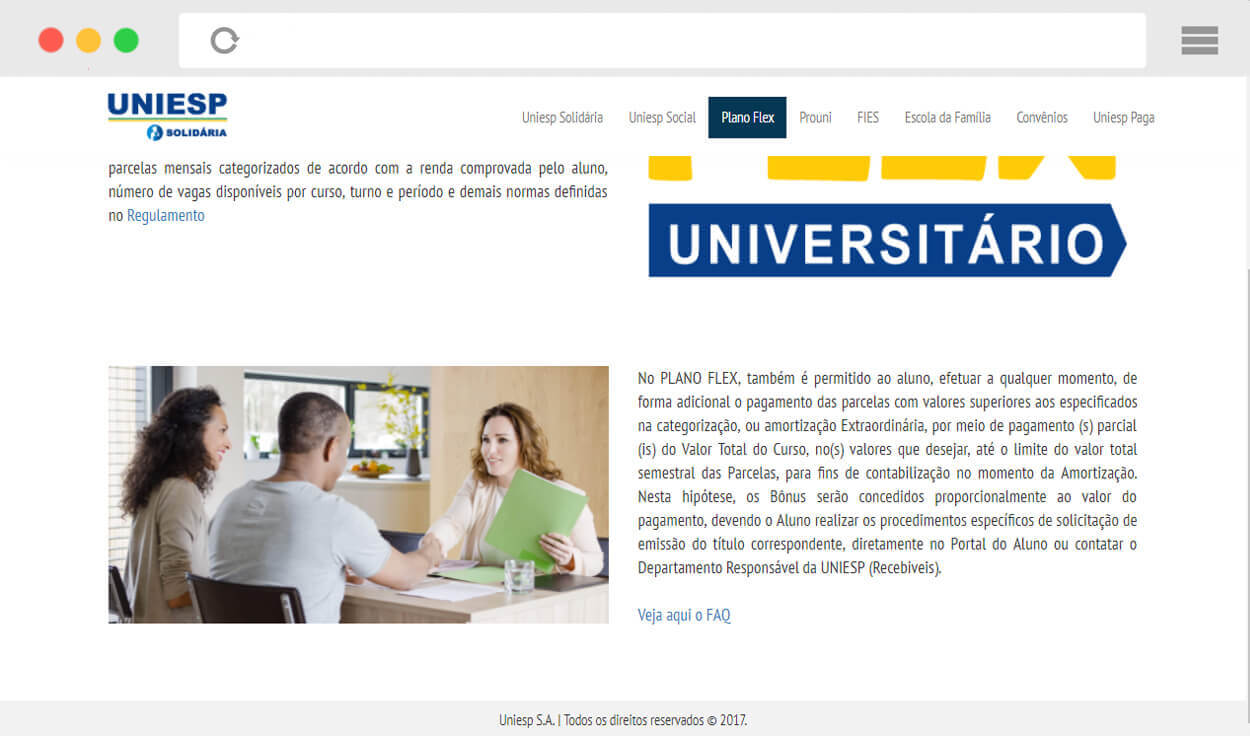 UNIESP
SOLIDÁRIA
Uniesp Solidária
Uniesp Social
Plano Flex
Prouni
FIES
Escola da Família
Convênios
Uniesp Paga
parcelas mensais categorizados de acordo com a renda comprovada pelo aluno,
número de vagas disponíveis por curso, turno e período e demais normas definidas
no Regulamento
UNIVERSITÁRIO
No PLANO FLEX, também é permitido ao aluno, efetuar a qualquer momento, de
forma adicional o pagamento das parcelas com valores superiores aos especificados
na categorização, ou amortização Extraordinária, por meio de pagamento (s) parcial
(is) do Valor Total do Curso, no(s) valores que desejar, até o limite do valor total
semestral das Parcelas, para fins de contabilização no momento da Amortização.
Nesta hipótese, os Bônus serão concedidos proporcionalmente ao valor do
pagamento, devendo o Aluno realizar os procedimentos específicos de solicitação de
emissão do título correspondente, diretamente no Portal do Aluno ou contatar o
Departamento Responsável da UNIESP (Recebiveis).
Veja aqui o FAQ
Uniesp S.A. | Todos os direitos reservados © 2017.